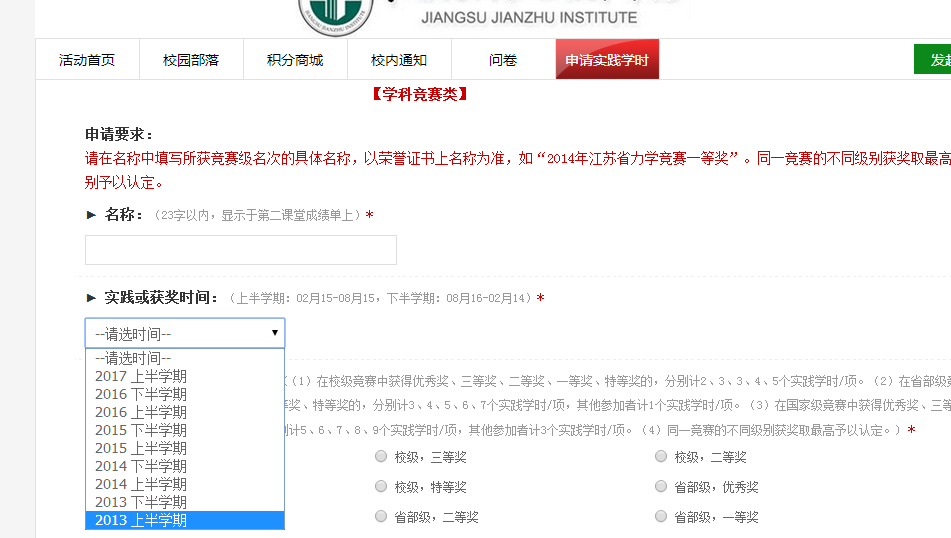 JIANGSU JIANZHU INSTITUTE
JIANGSU JIANZHU INSTITUTE
活动首页 校园部落 积分商城 校内通知 问卷 申请实践学时 发起
【学科竞赛类】
申请要求：
请在名称中填写所获竞赛级名次的具体名称，以荣誉证书上名称为准，如“2014年江苏省力学竞赛一等奖”。同一竞赛的不同级别获奖取最高
别予以认定。
► 名称：（23字以内，显示于第二课堂成绩单上）*
► 实践或获奖时间：（上半学期：02月15-08月15，下半学期：08月16-02月14）*
--请选时间--
--请选时间--
2017 上半学期
2016 下半学期
2016 上半学期
2015 下半学期
2015 上半学期
2014 下半学期
2014 上半学期
2013 下半学期
2013 上半学期
（1）在校级竞赛中获得优秀奖、三等奖、二等奖、一等奖、特等奖的，分别计2、3、3、4、5个实践学时/项。（2）在省部级竞
等奖、特等奖的，分别计3、4、5、6、7个实践学时/项，其他参加者计1个实践学时/项。（3）在国家级竞赛中获得优秀奖、三等
别计5、6、7、8、9个实践学时/项，其他参加者计3个实践学时/项。（4）同一竞赛的不同级别获奖取最高予以认定。）*
校级，三等奖 校级，二等奖
校级，特等奖 省部级，优秀奖
省部级，二等奖 省部级，一等奖